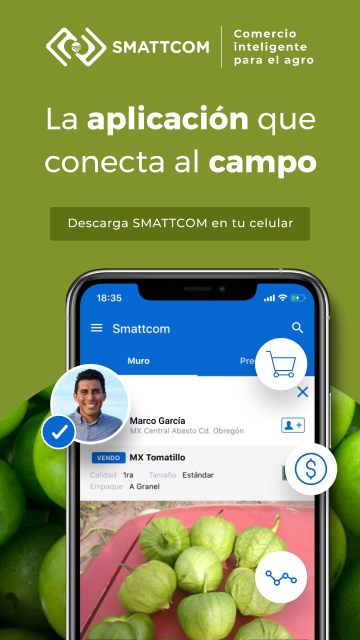 SMATTCOM
Comercio
inteligente
para el agro
La aplicación que
conecta al campo
Descarga SMATTCOM en tu celular
18:35
Smattcom
Muro
Pre
Marco García
MX Central Abasto Cd. Obregón
VENDO MX Tomatillo
Calidad 1ra Tamaño Estándar
Empaque A Granel